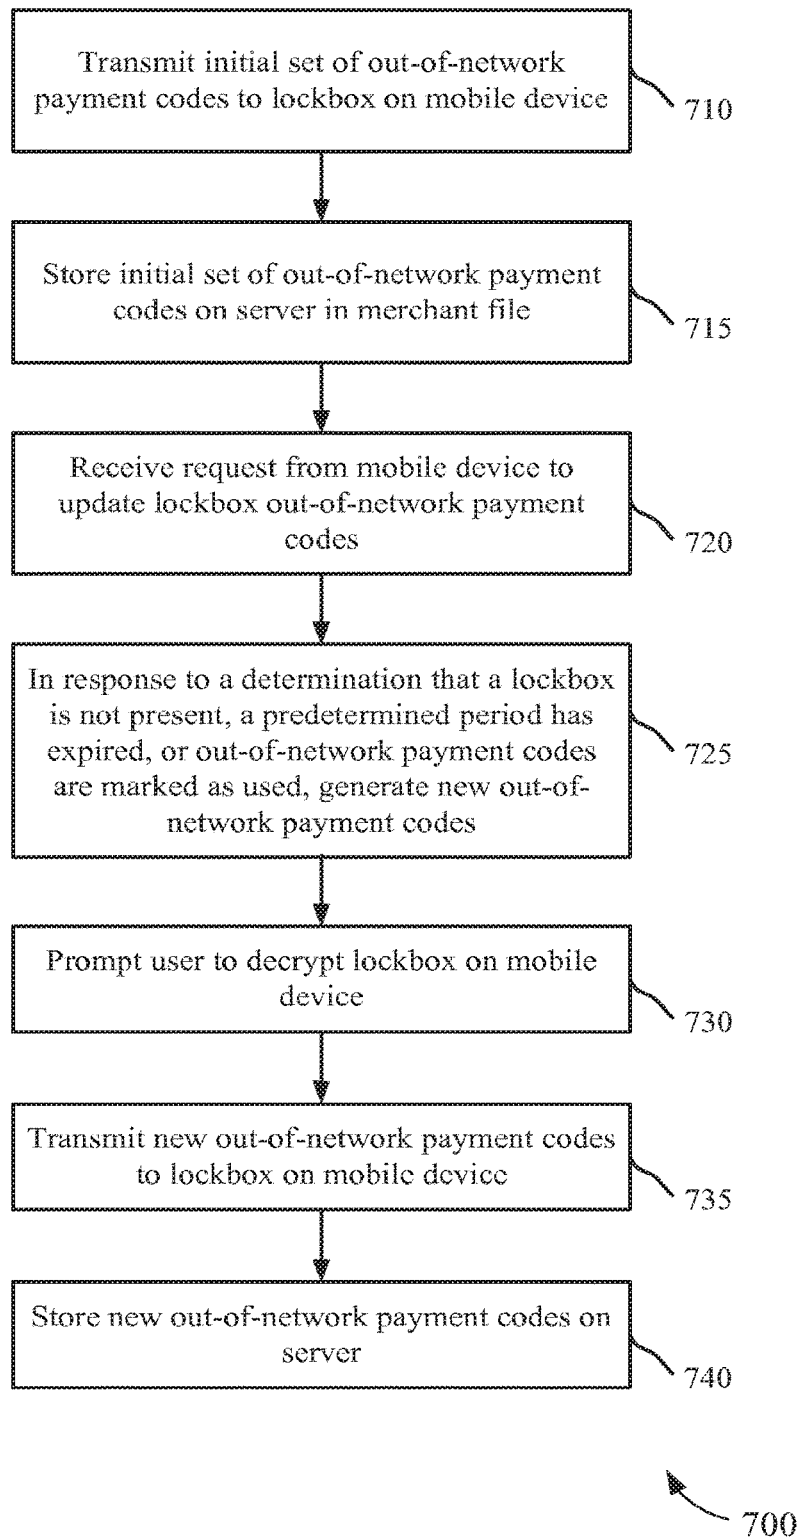 Transmit initial set of out-of-network
payment codes to lockbox on mobile device
710
Store initial set of out-of-network payment
codes on server in merchant file
715
Receive request from mobile device to
update lockbox out-of-network payment
codes
720
In response to a determination that a lockbox
is not present, a predetermined period has
expired, or out-of-network payment codes
are marked as used, generate new out-of-
network payment codes
725
Prompt user to decrypt lockbox on mobile
device
730
Transmit new out-of-network payment codes
to lockbox on mobile device
735
Store new out-of-network payment codes on
server
740
700